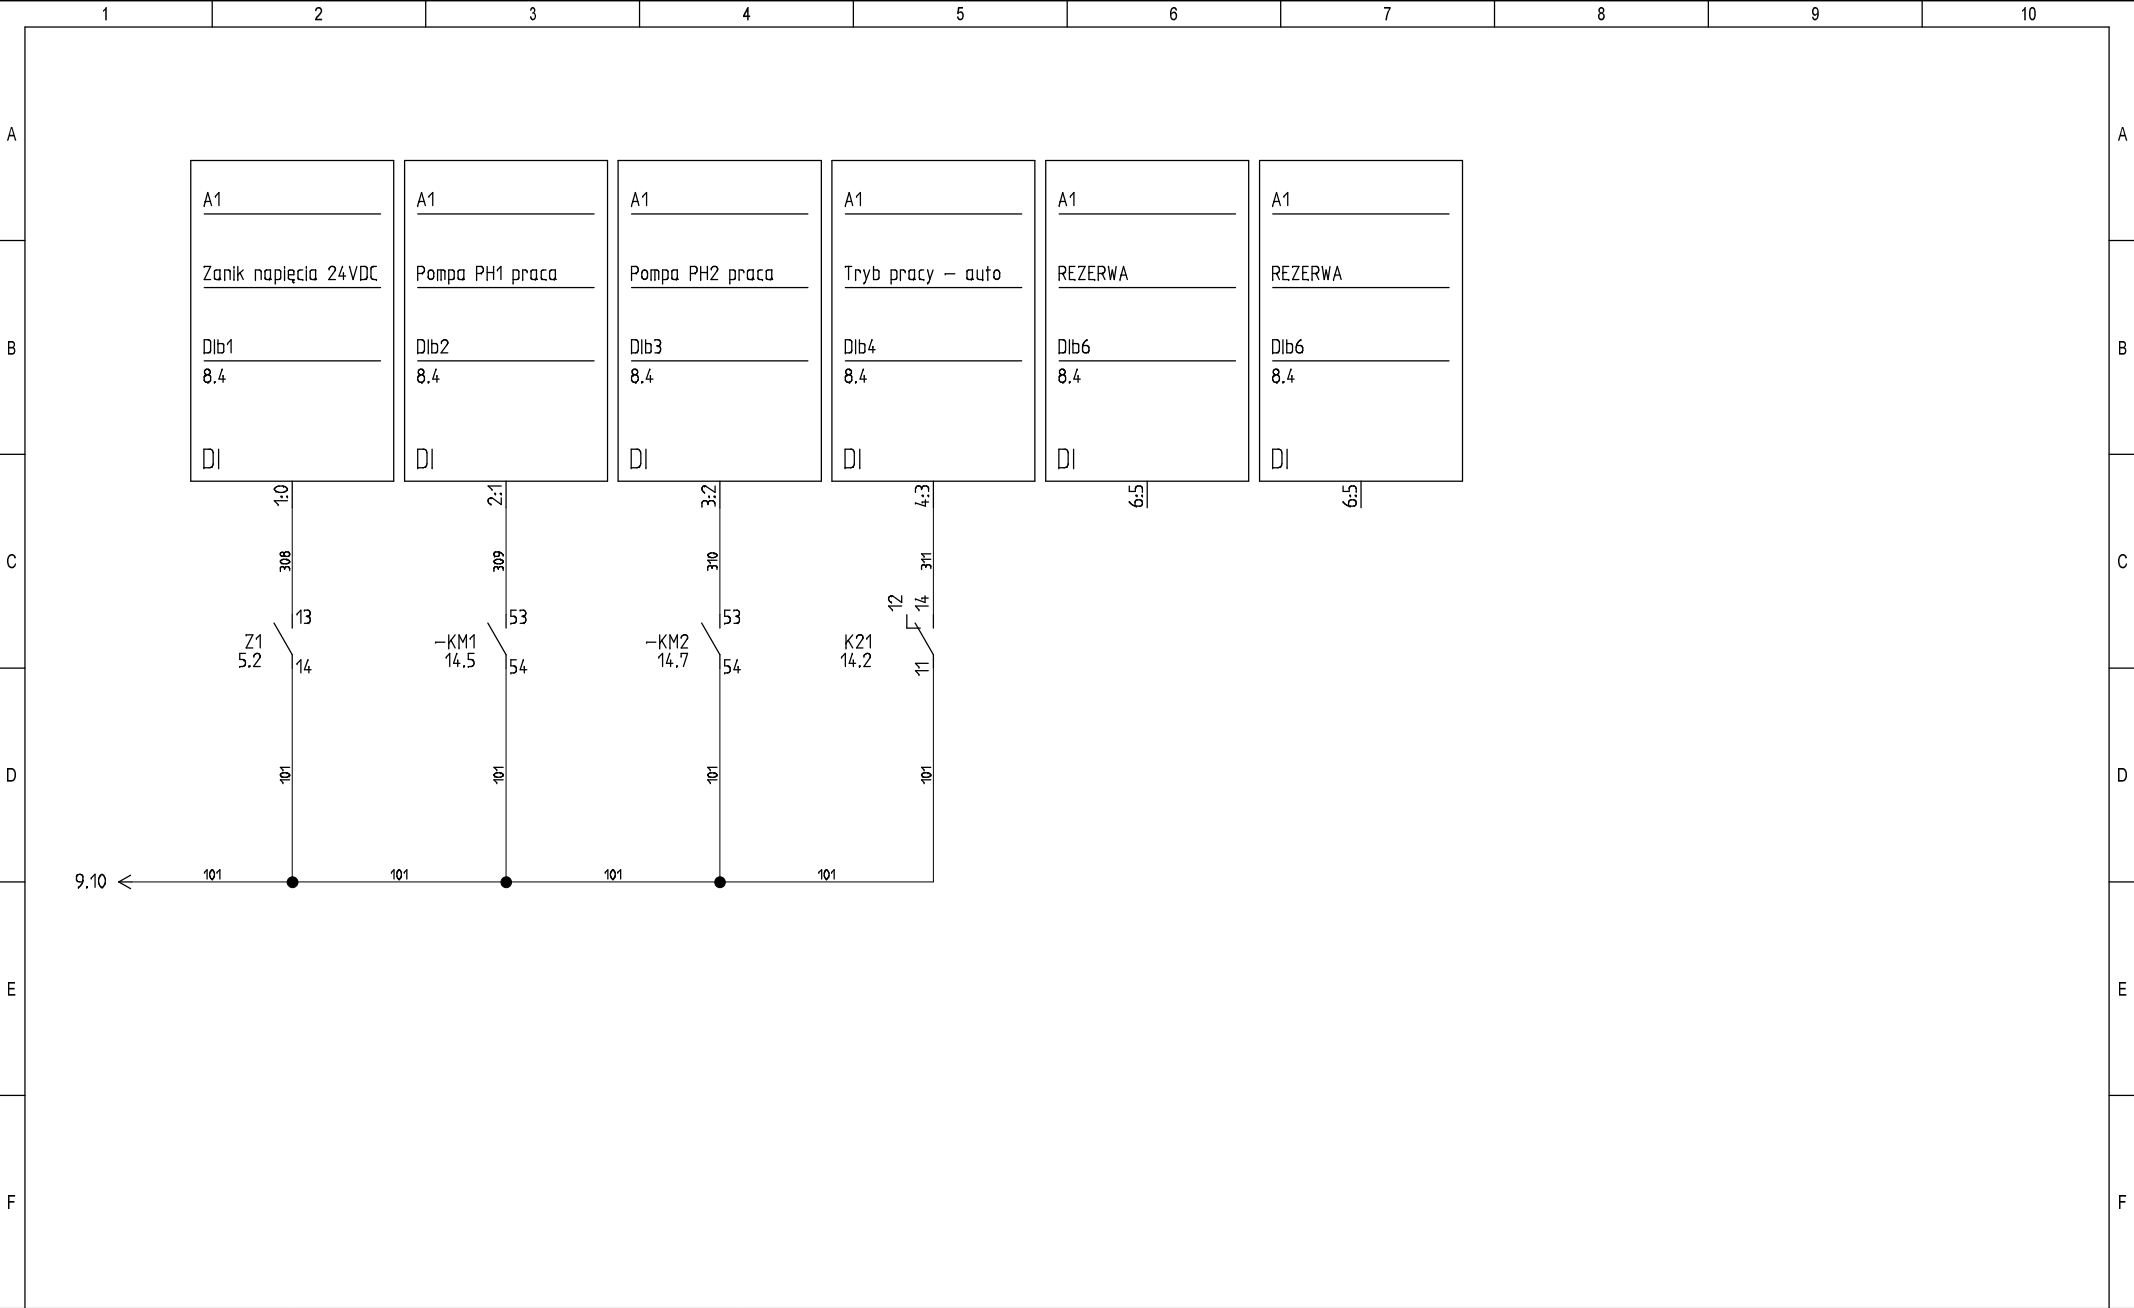 1 2 3 4 5 6 7 8 9 10
A A
A1 A1 A1 A1 A1 A1
Zanik napięcia 24VDC Pompa PH1 praca Pompa PH2 praca Tryb pracy – auto REZERWA REZERWA
B B
DIb1 DIb2 DIb3 DIb4 DIb6 DIb6
8.4 8.4 8.4 8.4 8.4 8.4
DI DI DI DI DI DI
1:0 2:1 3:2 4:3 6:5 6:5
C C
308 309 310 311
13 53 53 12 14
Z1 -KM1 -KM2 K21
5.2 14.5 14.7 14.2
14 54 54 11
D D
101 101 101 101
101 101 101 101
9.10
E E
F F